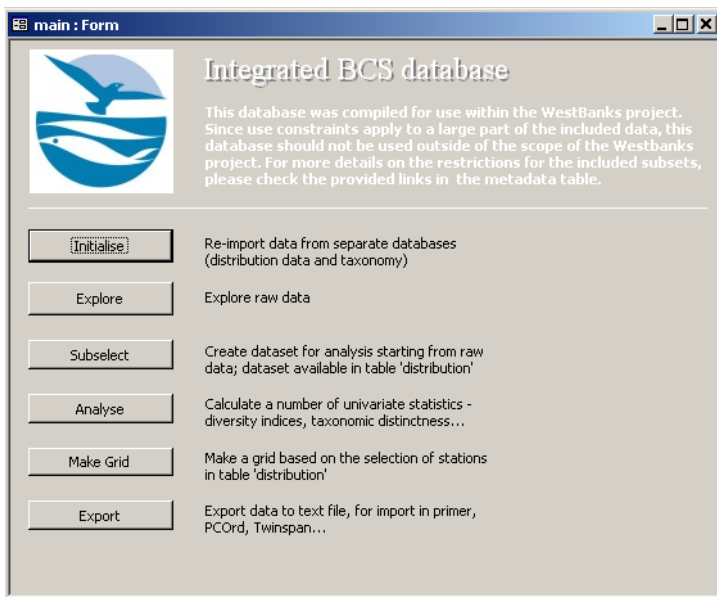 main : Form
Integrated BCS database
This database was compiled for use within the WestBanks project.
Since use constraints apply to a large part of the included data, this
database should not be used outside of the scope of the Westbanks
project. For more details on the restrictions for the included subsets,
please check the provided links in the metadata table.
Initialise
Re-import data from separate databases
(distribution data and taxonomy)
Explore
Explore raw data
Subselect
Create dataset for analysis starting from raw
data; dataset available in table 'distribution'
Analyse
Calculate a number of univariate statistics -
diversity indices, taxonomic distinctness...
Make Grid
Make a grid based on the selection of stations
in table 'distribution'
Export
Export data to text file, for import in primer,
PCOrd, Twinspan...